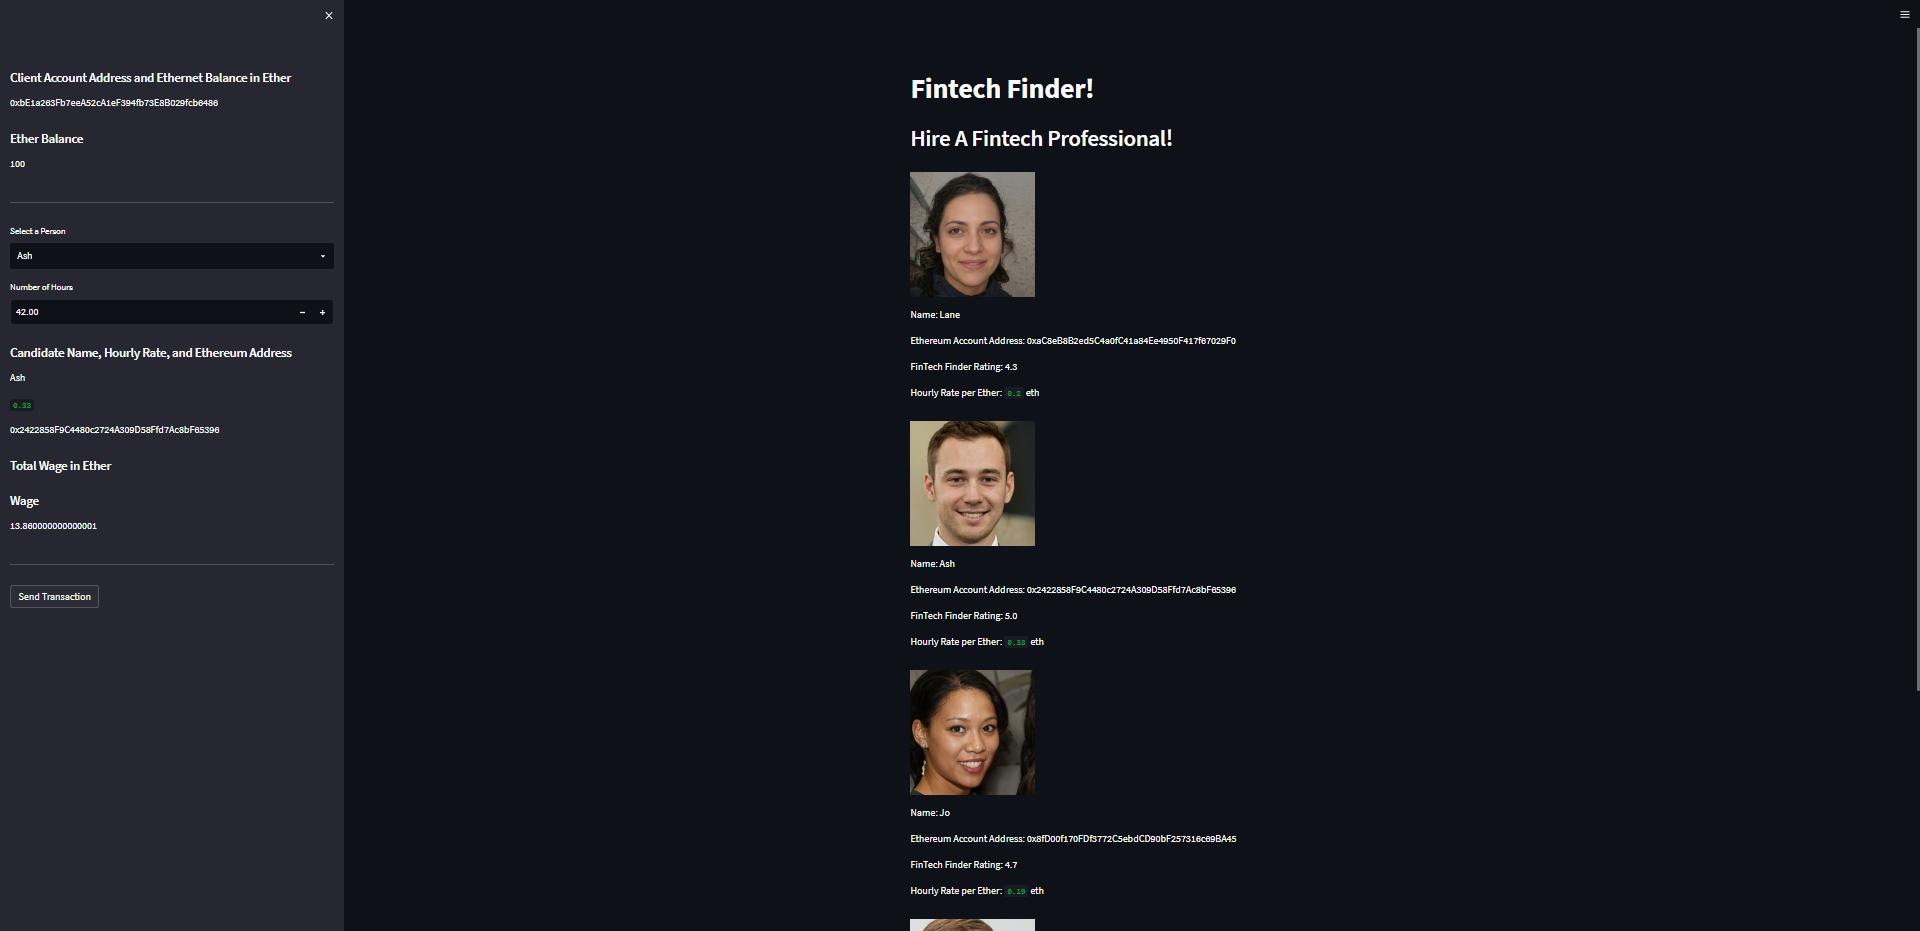 Client Account Address and Ethernet Balance in Ether
0xbE1a263Fb7eeA52cA1eF394fb73E8B029fcb6486
Ether Balance
100
Select a Person
Ash
Number of Hours
42.00
Candidate Name, Hourly Rate, and Ethereum Address
Ash
0.33
0x2422858F9C4480c2724A309D58Ffd7Ac8bF65396
Total Wage in Ether
Wage
13.860000000000001
Send Transaction
Fintech Finder!
Hire A Fintech Professional!
Name: Lane
Ethereum Account Address: 0xaC8eB8B2ed5C4a0fC41a84Ee4950F417f67029F0
FinTech Finder Rating: 4.3
Hourly Rate per Ether: 0.2 eth
Name: Ash
Ethereum Account Address: 0x2422858F9C4480c2724A309D58Ffd7Ac8bF65396
FinTech Finder Rating: 5.0
Hourly Rate per Ether: 0.33 eth
Name: Jo
Ethereum Account Address: 0x8fD00f170FDf3772C5ebdCD90bF257316c69BA45
FinTech Finder Rating: 4.7
Hourly Rate per Ether: 0.19 eth